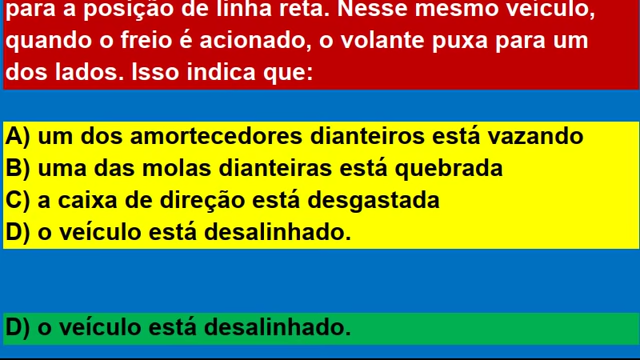 para a posição de linha reta. Nesse mesmo veículo,
quando o freio é acionado, o volante puxa para um
dos lados. Isso indica que:
A) um dos amortecedores dianteiros está vazando
B) uma das molas dianteiras está quebrada
C) a caixa de direção está desgastada
D) o veículo está desalinhado.
D) o veículo está desalinhado.